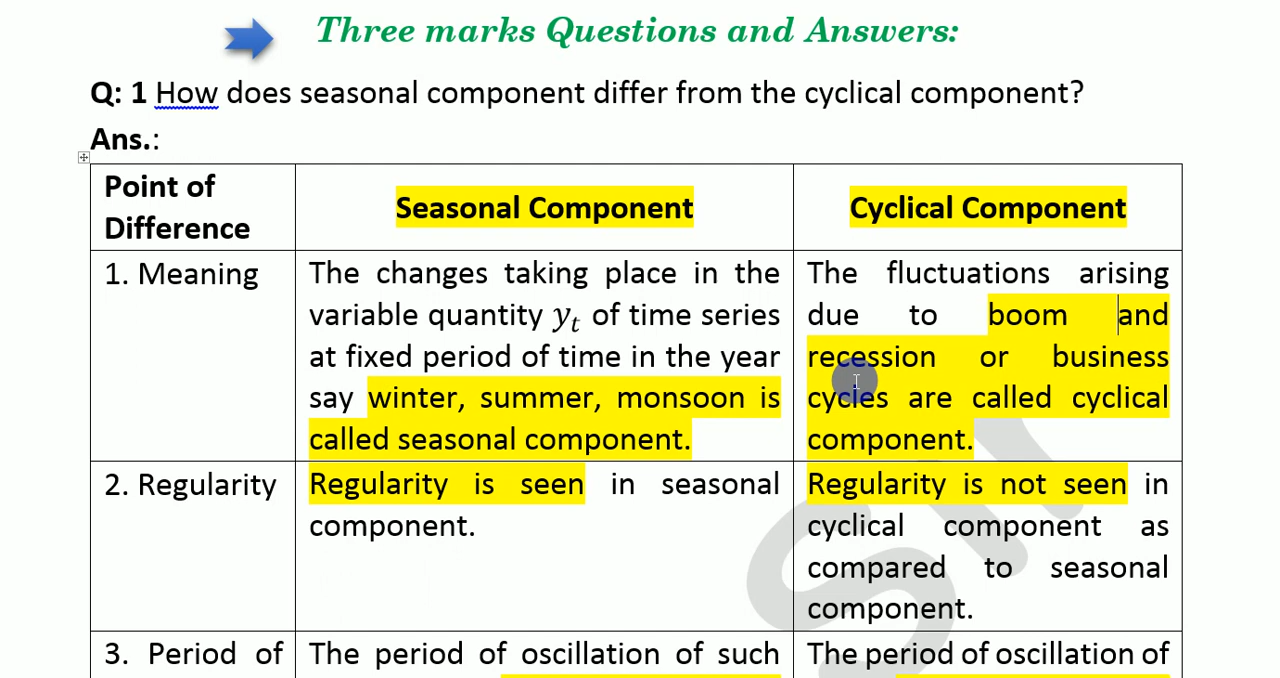 Three marks Questions and Answers:
Q: 1 How does seasonal component differ from the cyclical component?
Ans.:
Point of
Difference
Seasonal Component
Cyclical Component
1. Meaning
The changes taking place in the
variable quantity yₜ of time series
at fixed period of time in the year
say winter, summer, monsoon is
called seasonal component.
The fluctuations arising
due to boom and
recession or business
cycles are called cyclical
component.
2. Regularity
Regularity is seen in seasonal
component.
Regularity is not seen in
cyclical component as
compared to seasonal
component.
3. Period of
The period of oscillation of such
The period of oscillation of